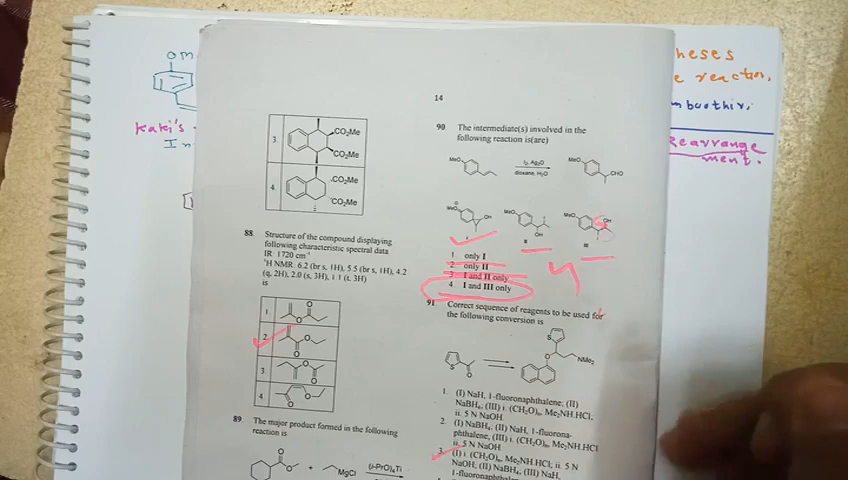 OM
Kaki's
In
heses
e reaction,
Rearrange
ment.
14
3.
CO₂Me
CO₂Me
4.
CO₂Me
CO₂Me
88. Structure of the compound displaying
following characteristic spectral data
IR 1720 cm⁻¹
¹H NMR: 6.2 (br s, 1H), 5.5 (br s, 1H), 4.2
(q, 2H), 2.0 (s, 3H), 1.1 (t, 3H)
is
1
O
O
2.
O
O
3
O
O
4
O
O
89. The major product formed in the following
reaction is
O
O
+
MgCl
(i-PrO)₄Ti
90 The intermediate(s) involved in the
following reaction is(are)
MeO
I₂, Ag₂O
dioxane, H₂O
MeO
CHO
MeO
OH
I
MeO
I
OH
II
MeO
OH
I
III
1 only I
2 only II
3 I and II only
4 I and III only
91. Correct sequence of reagents to be used for
the following conversion is
S
O
S
O
NMe₂
1. (I) NaH, 1-fluoronaphthalene; (II)
NaBH₄, (III) i. (CH₂O)ₙ, Me₂NH.HCl;
ii. 5 N NaOH
2. (I) NaBH₄, (II) NaH, 1-fluorona-
phthalene, (III) i. (CH₂O)ₙ, Me₂NH.HCl
ii. 5 N NaOH
3. (I) i. (CH₂O)ₙ, Me₂NH.HCl; ii. 5 N
NaOH; (II) NaBH₄, (III) NaH,
1-fluoronaphthalene